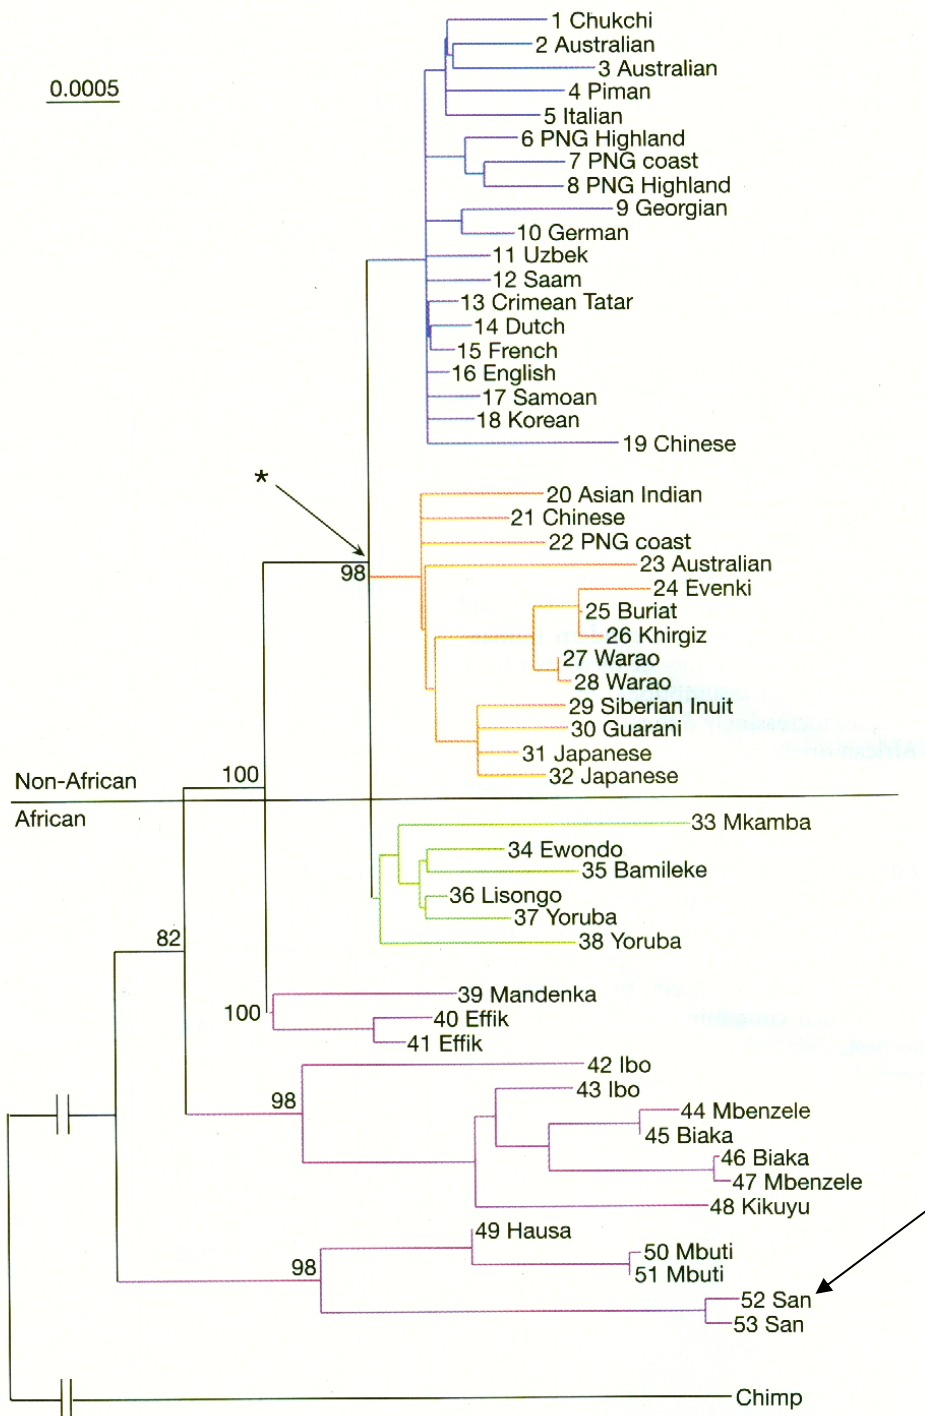 1 Chukchi
2 Australian
0.0005
3 Australian
4 Piman
5 Italian
6 PNG Highland
7 PNG coast
8 PNG Highland
9 Georgian
10 German
11 Uzbek
12 Saam
13 Crimean Tatar
14 Dutch
15 French
16 English
17 Samoan
18 Korean
19 Chinese
*
20 Asian Indian
21 Chinese
22 PNG coast
23 Australian
98
24 Evenki
25 Buriat
26 Khirgiz
27 Warao
28 Warao
29 Siberian Inuit
30 Guarani
31 Japanese
32 Japanese
100
Non-African
African
33 Mkamba
34 Ewondo
35 Bamileke
36 Lisongo
37 Yoruba
38 Yoruba
82
39 Mandenka
100
40 Effik
41 Effik
42 Ibo
43 Ibo
98
44 Mbenzele
45 Biaka
46 Biaka
47 Mbenzele
48 Kikuyu
49 Hausa
50 Mbuti
98
51 Mbuti
52 San
53 San
Chimp